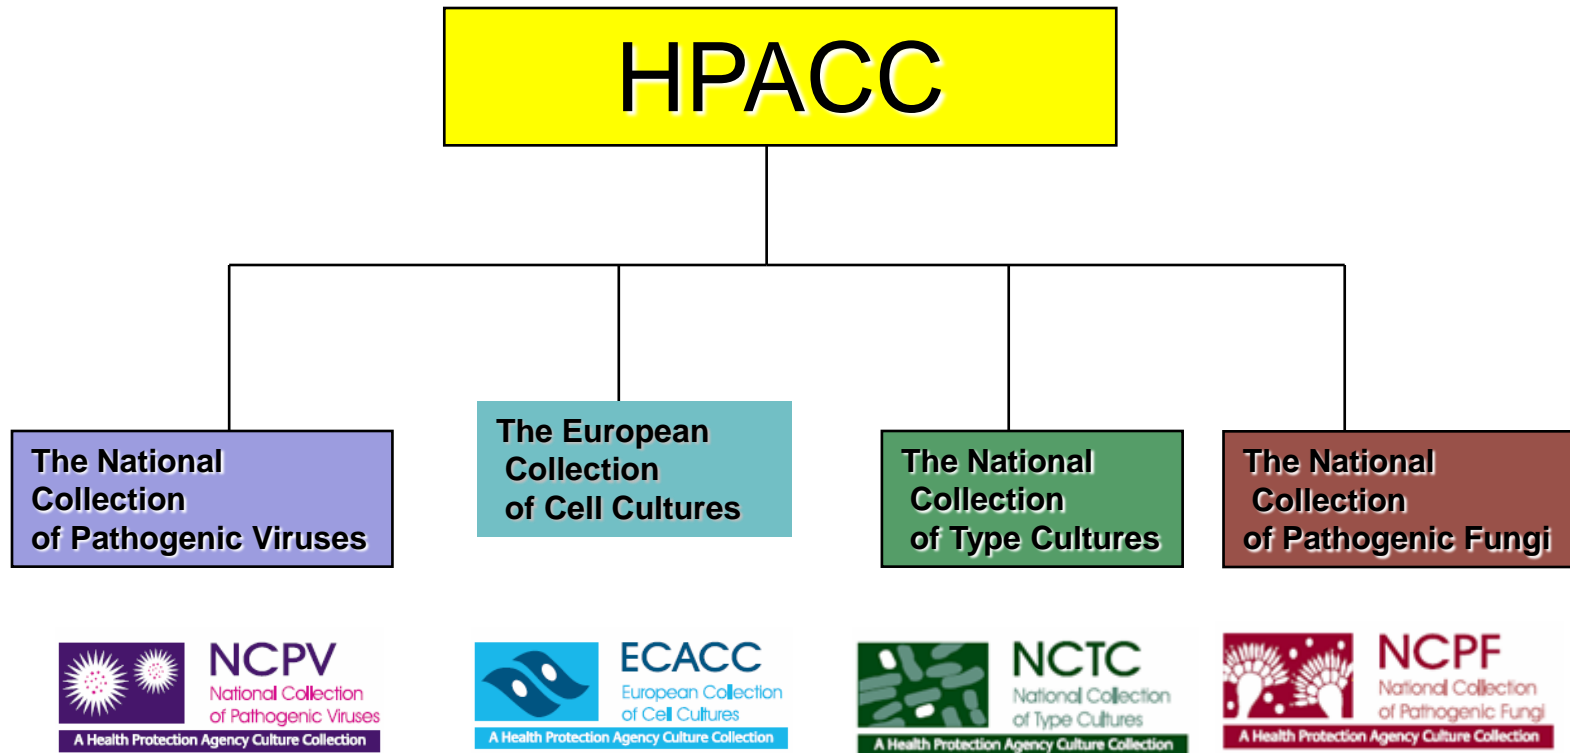 HPACC
The National
Collection
of Pathogenic Viruses
The European
Collection
of Cell Cultures
The National
Collection
of Type Cultures
The National
Collection
of Pathogenic Fungi
NCPV
National Collection
of Pathogenic Viruses
A Health Protection Agency Culture Collection
ECACC
European Collection
of Cell Cultures
A Health Protection Agency Culture Collection
NCTC
National Collection
of Type Cultures
A Health Protection Agency Culture Collection
NCPF
National Collection
of Pathogenic Fungi
A Health Protection Agency Culture Collection